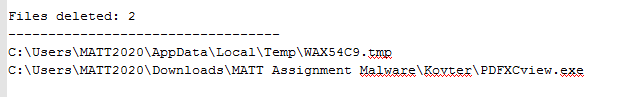 Files deleted: 2
----------------------------------
C:\Users\MATT2020\AppData\Local\Temp\WAX54C9.tmp
C:\Users\MATT2020\Downloads\MATT Assignment Malware\Kovter\PDFXCview.exe